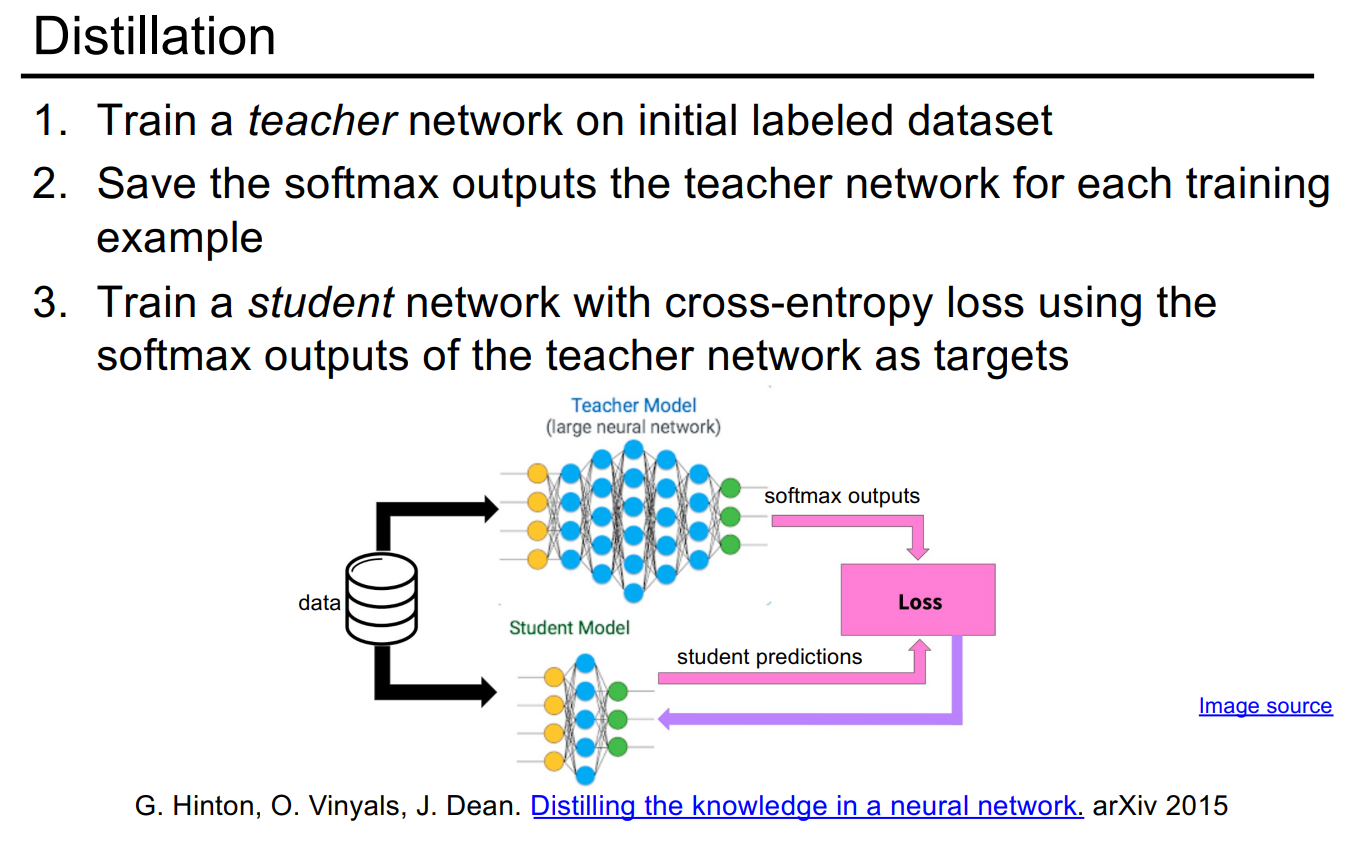 Distillation
1. Train a teacher network on initial labeled dataset
2. Save the softmax outputs the teacher network for each training
example
3. Train a student network with cross-entropy loss using the
softmax outputs of the teacher network as targets
Teacher Model
(large neural network)
softmax outputs
data
Loss
Student Model
student predictions
Image source
G. Hinton, O. Vinyals, J. Dean. Distilling the knowledge in a neural network. arXiv 2015